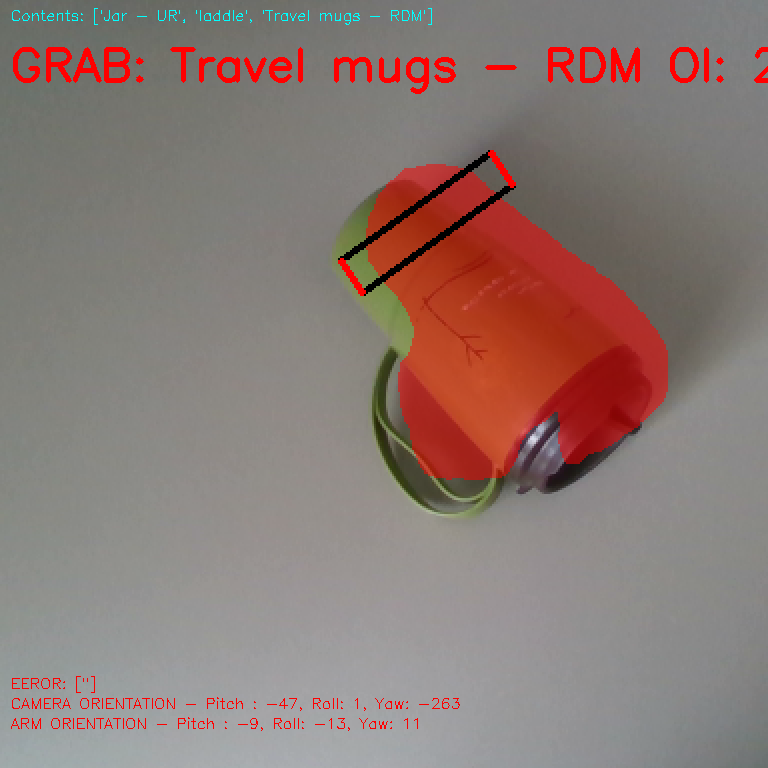 Contents: ['Jar - UR', 'laddle', 'Travel mugs - RDM']
GRAB: Travel mugs - RDM OI: 2
EEROR: ['']
CAMERA ORIENTATION - Pitch : -47, Roll: 1, Yaw: -263
ARM ORIENTATION - Pitch : -9, Roll: -13, Yaw: 11